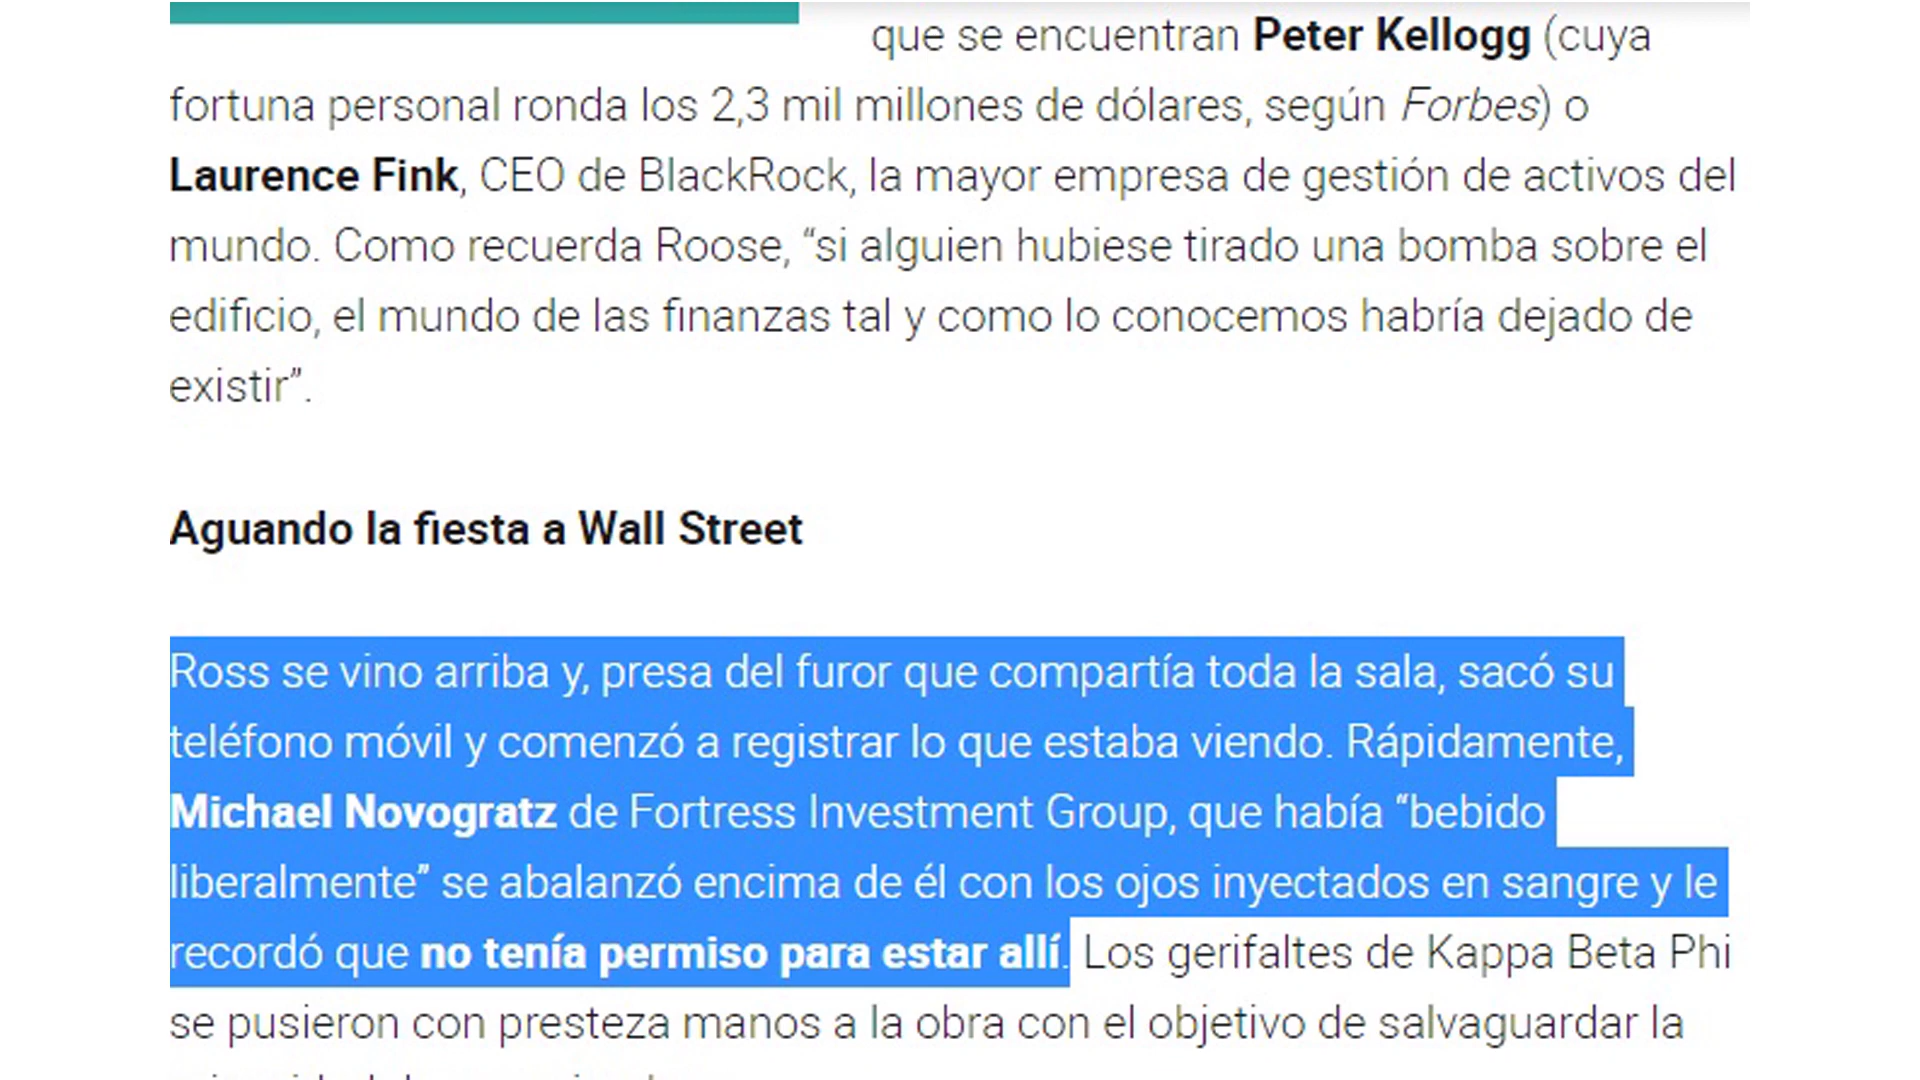 que se encuentran Peter Kellogg (cuya
fortuna personal ronda los 2,3 mil millones de dólares, según Forbes) o
Laurence Fink, CEO de BlackRock, la mayor empresa de gestión de activos del
mundo. Como recuerda Roose, “si alguien hubiese tirado una bomba sobre el
edificio, el mundo de las finanzas tal y como lo conocemos habría dejado de
existir”.
Aguando la fiesta a Wall Street
Ross se vino arriba y, presa del furor que compartía toda la sala, sacó su
teléfono móvil y comenzó a registrar lo que estaba viendo. Rápidamente,
Michael Novogratz de Fortress Investment Group, que había “bebido
liberalmente” se abalanzó encima de él con los ojos inyectados en sangre y le
recordó que no tenía permiso para estar allí. Los gerifaltes de Kappa Beta Phi
se pusieron con presteza manos a la obra con el objetivo de salvaguardar la